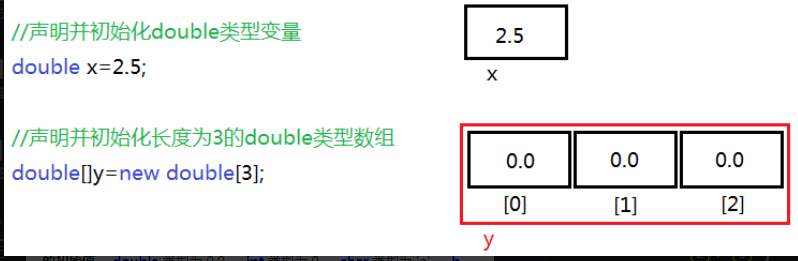 //声明并初始化double类型变量
double x=2.5;
2.5
x
//声明并初始化长度为3的double类型数组
double[]y=new double[3];
0.0 0.0 0.0
[0] [1] [2]
y